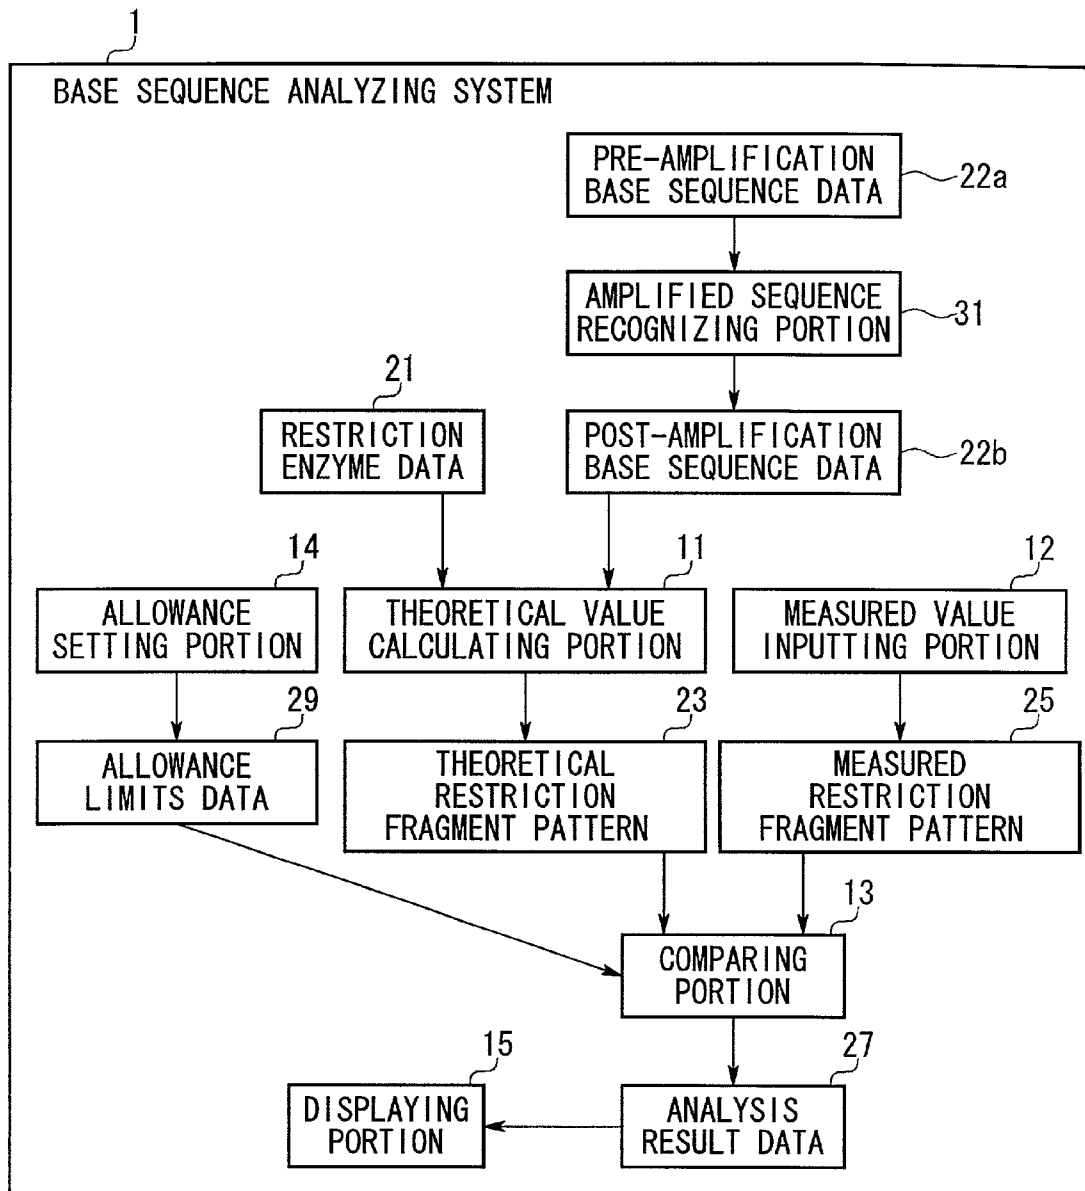 1
BASE SEQUENCE ANALYZING SYSTEM
PRE-AMPLIFICATION
BASE SEQUENCE DATA
22a
AMPLIFIED SEQUENCE
RECOGNIZING PORTION
31
21
RESTRICTION
ENZYME DATA
POST-AMPLIFICATION
BASE SEQUENCE DATA
22b
14
ALLOWANCE
SETTING PORTION
11
THEORETICAL VALUE
CALCULATING PORTION
12
MEASURED VALUE
INPUTTING PORTION
29
ALLOWANCE
LIMITS DATA
23
THEORETICAL
RESTRICTION
FRAGMENT PATTERN
25
MEASURED
RESTRICTION
FRAGMENT PATTERN
13
COMPARING
PORTION
15
DISPLAYING
PORTION
27
ANALYSIS
RESULT DATA